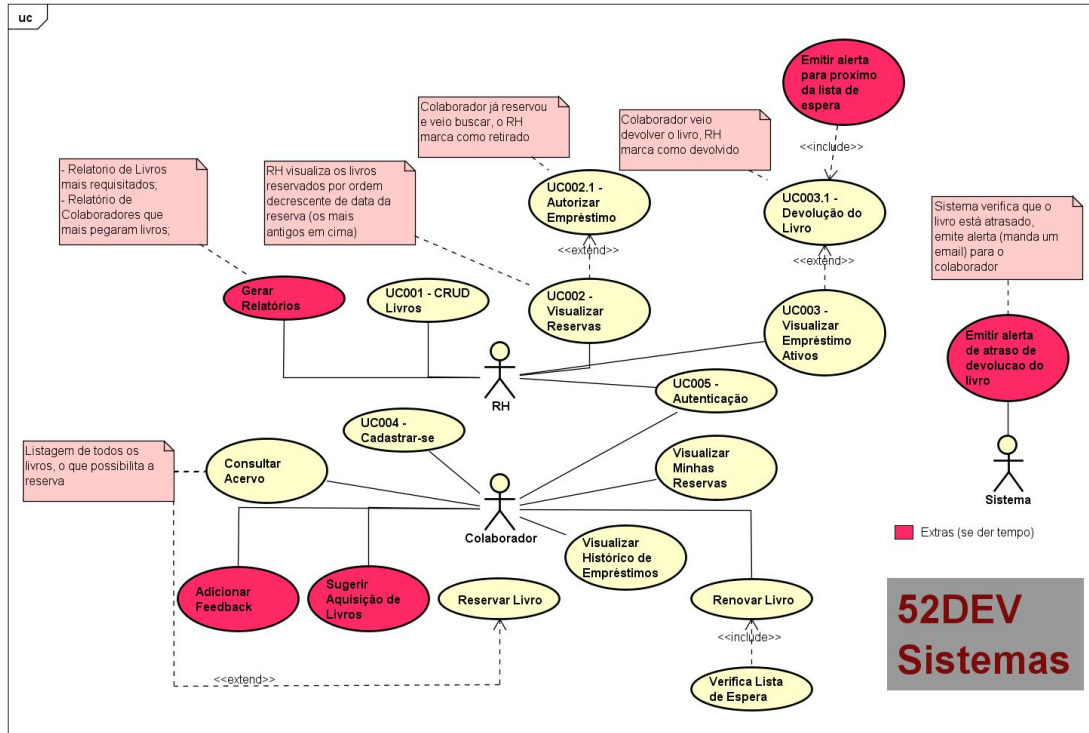 uc
Emitir alerta
para proximo
da lista de
espera
Colaborador já reservou
e veio buscar, o RH
marca como retirado
Colaborador veio
devolver o livro, RH
marca como devolvido
<<include>>
- Relatorio de Livros
mais requisitados;
- Relatório de
Colaboradores que
mais pegaram livros;
RH visualiza os livros
reservados por ordem
decrescente de data da
reserva (os mais
antigos em cima)
UC002.1 -
Autorizar
Empréstimo
UC003.1 -
Devolução do
Livro
Sistema verifica que o
livro está atrasado,
emite alerta (manda um
email) para o
colaborador
<<extend>>
<<extend>>
Gerar
Relatórios
UC001 - CRUD
Livros
UC002 -
Visualizar
Reservas
UC003 -
Visualizar
Empréstimo
Ativos
Emitir alerta
de atraso de
devolucao do
livro
RH
UC005 -
Autenticação
UC004 -
Cadastrar-se
Listagem de todos os
livros, o que possibilita a
reserva
Consultar
Acervo
Visualizar
Minhas
Reservas
Sistema
Colaborador
Extras (se der tempo)
Visualizar
Histórico de
Empréstimos
Adicionar
Feedback
Sugerir
Aquisição de
Livros
Reservar Livro
Renovar Livro
<<include>>
<<extend>>
Verifica Lista
de Espera
52DEV
Sistemas